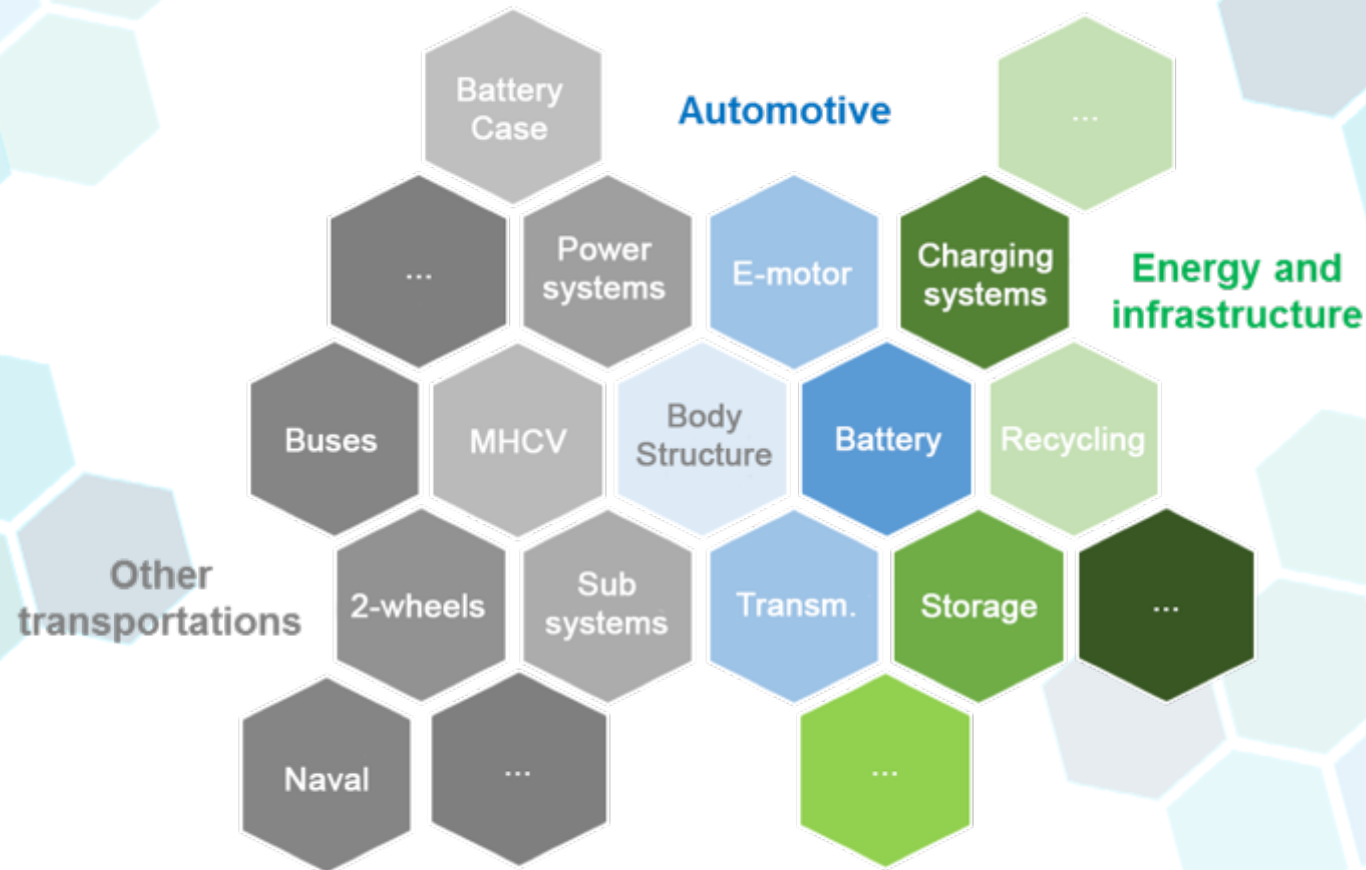 Battery
Case
Automotive
...
...
Power
systems
E-motor
Charging
systems
Energy and
infrastructure
Buses
MHCV
Body
Structure
Battery
Recycling
Other
transportations
2-wheels
Sub
systems
Transm.
Storage
...
Naval
...
...